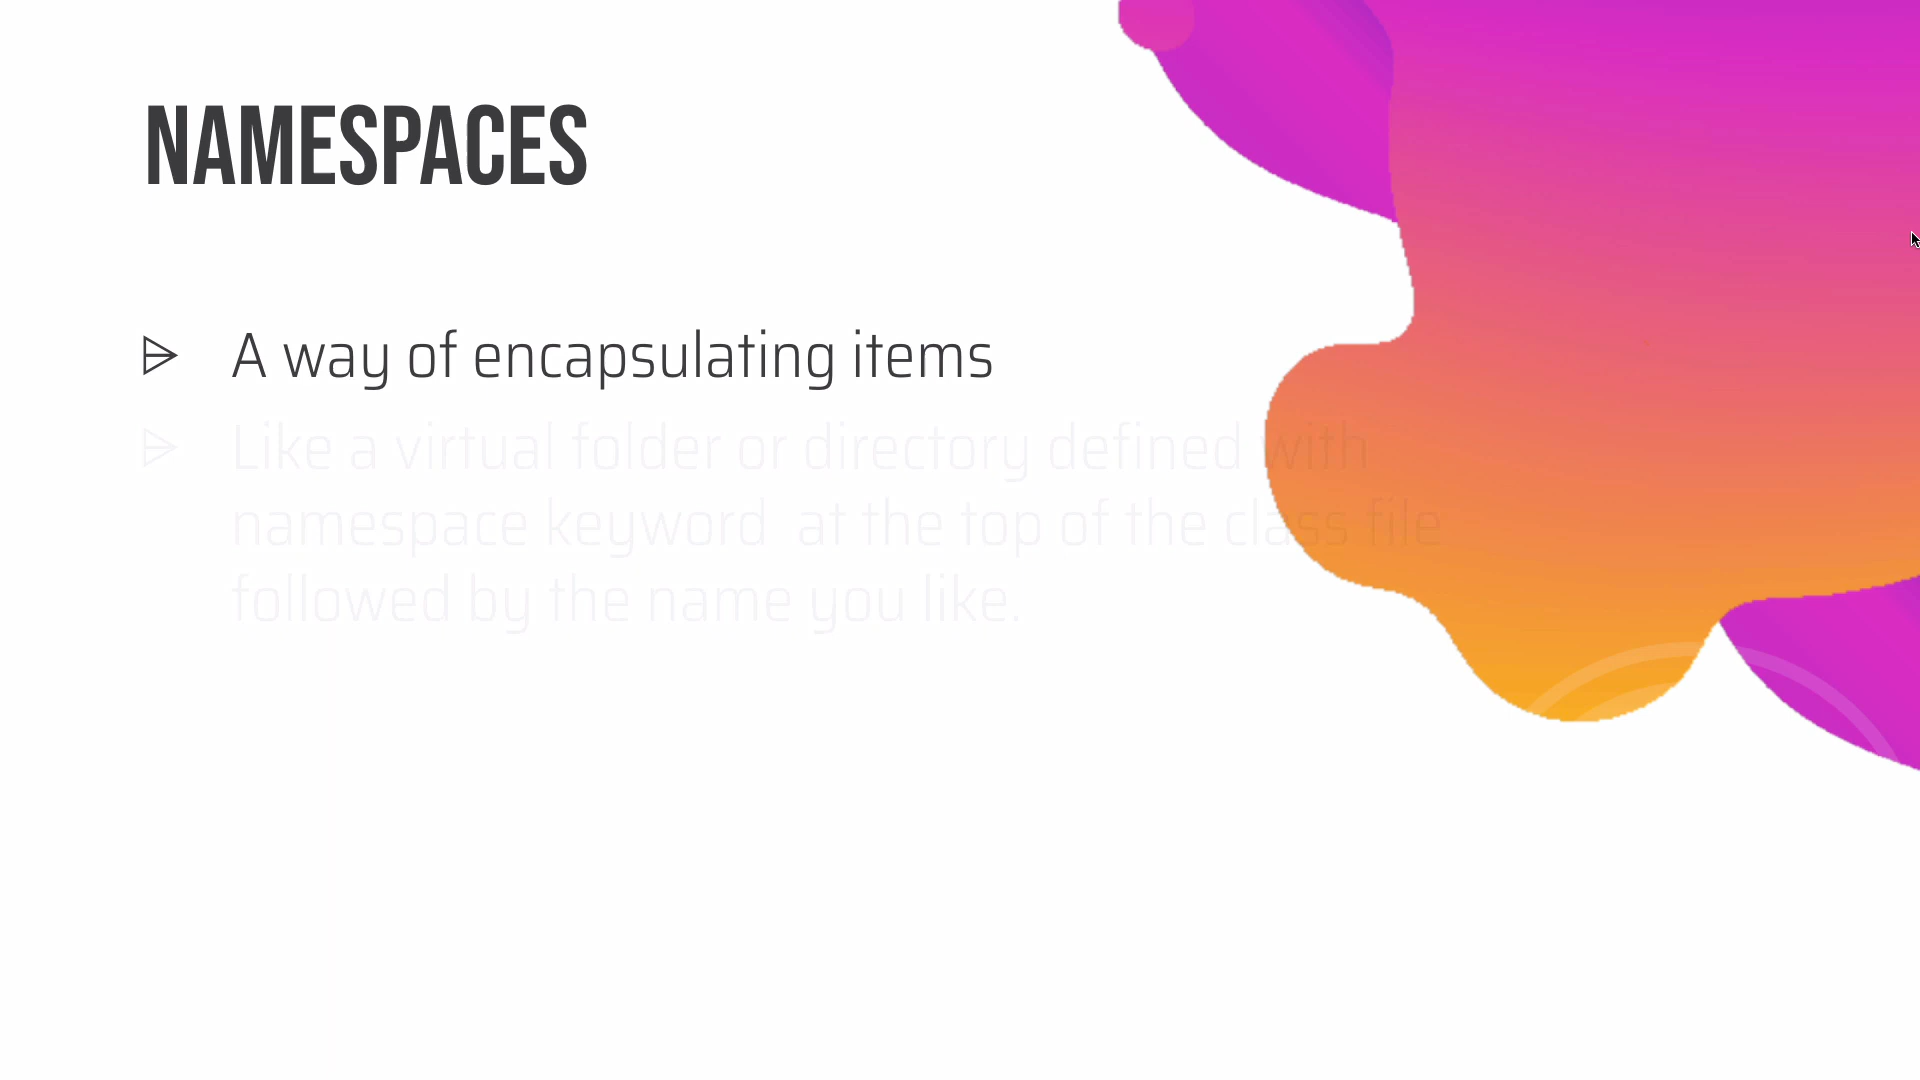 NAMESPACES
A way of encapsulating items
Like a virtual folder or directory defined with
namespace keyword at the top of the class file
followed by the name you like.